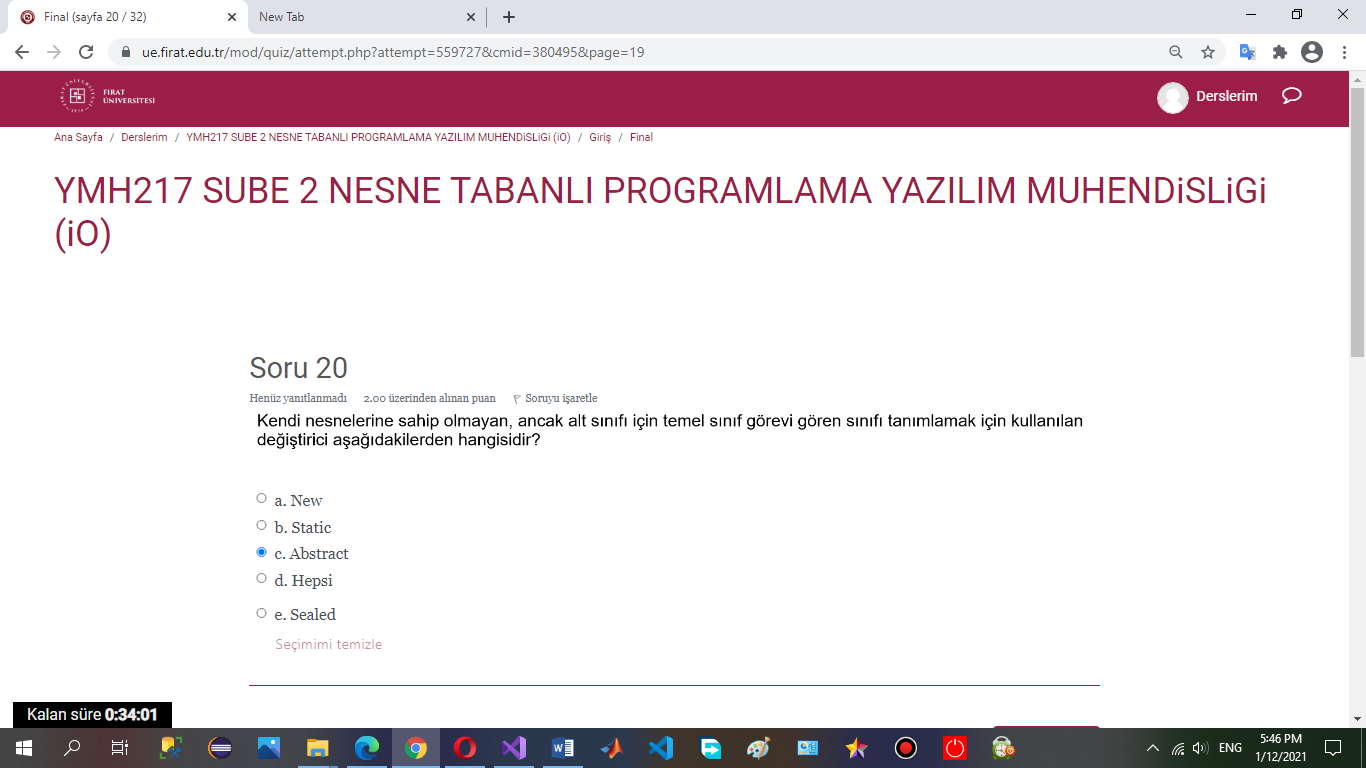 Final (sayfa 20 / 32)
New Tab
ue.firat.edu.tr/mod/quiz/attempt.php?attempt=559727&cmid=380495&page=19
FIRAT
ÜNİVERSİTESİ
Derslerim
Ana Sayfa / Derslerim / YMH217 SUBE 2 NESNE TABANLI PROGRAMLAMA YAZILIM MUHENDiSLiGi (iO) / Giriş / Final
YMH217 SUBE 2 NESNE TABANLI PROGRAMLAMA YAZILIM MUHENDiSLiGi
(iO)
Soru 20
Henüz yanıtlanmadı 2.00 üzerinden alınan puan Soruyu işaretle
Kendi nesnelerine sahip olmayan, ancak alt sınıfı için temel sınıf görevi gören sınıfı tanımlamak için kullanılan
değiştirici aşağıdakilerden hangisidir?
a. New
b. Static
c. Abstract
d. Hepsi
e. Sealed
Seçimimi temizle
Kalan süre 0:34:01
ENG
5:46 PM
1/12/2021